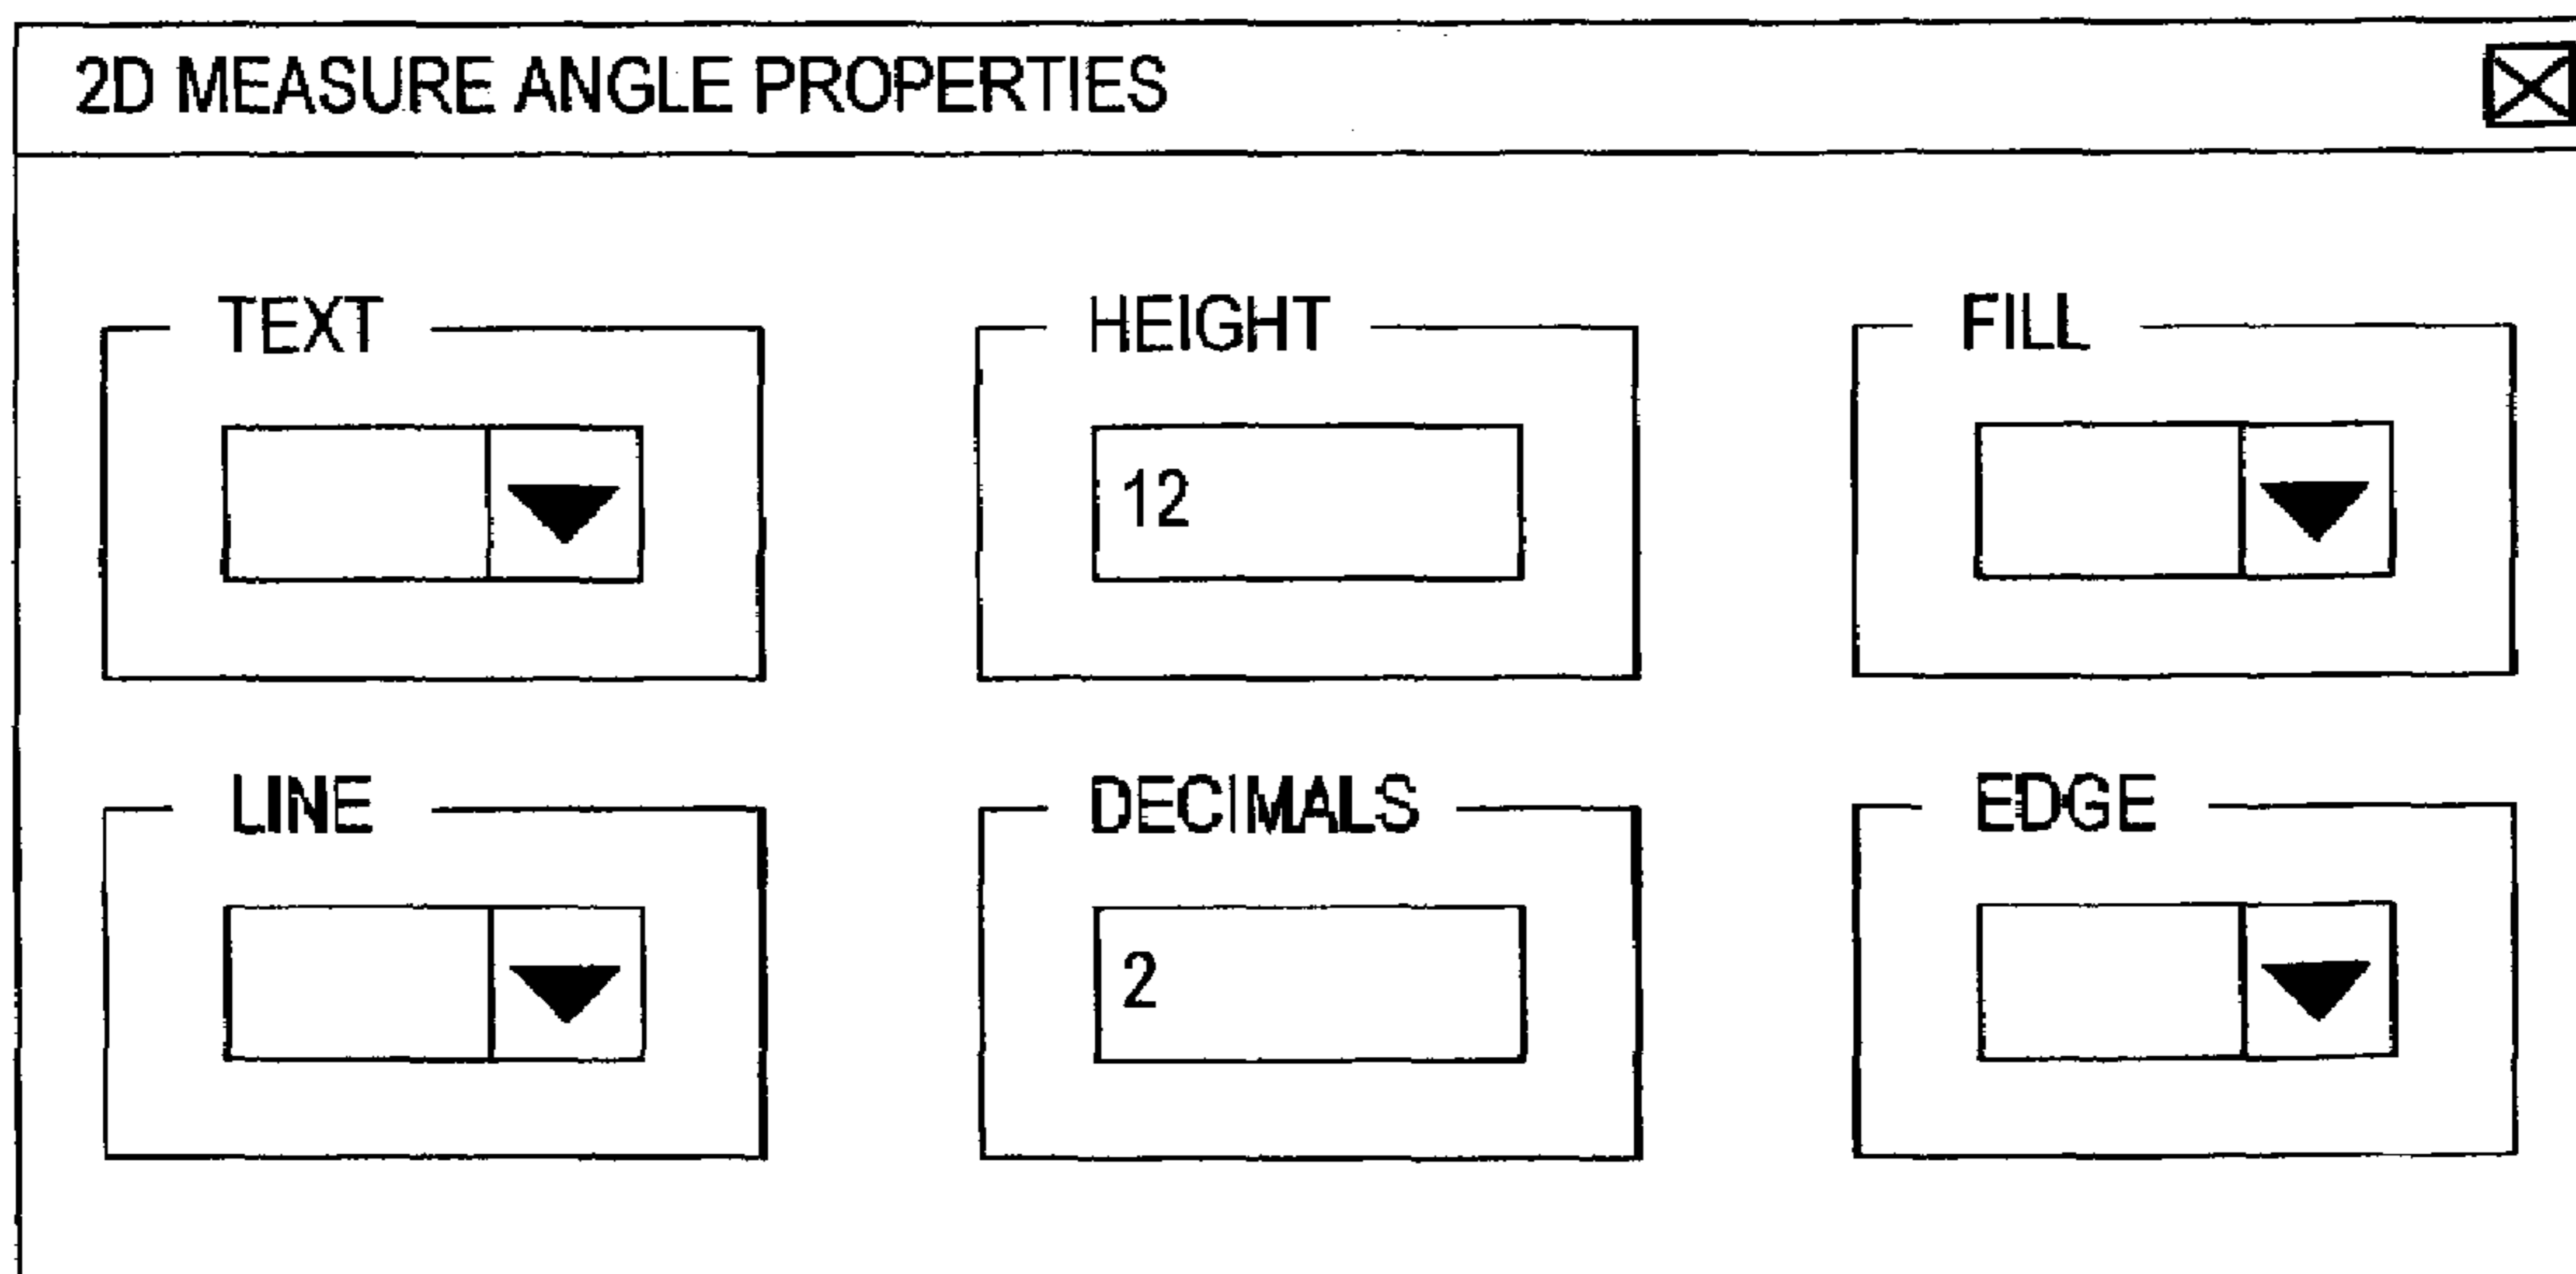 2D MEASURE ANGLE PROPERTIES
TEXT
HEIGHT
FILL
12
LINE
DECIMALS
EDGE
2